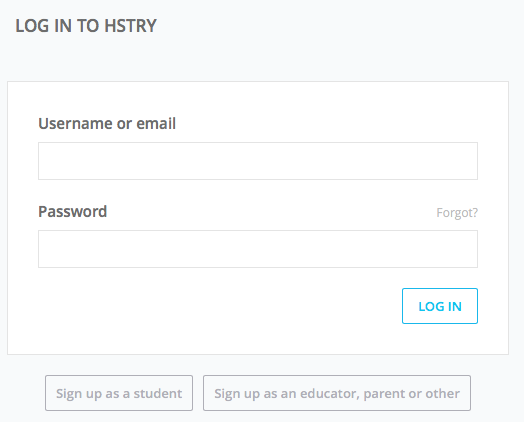 LOG IN TO HSTRY
Username or email
Password Forgot?
LOG IN
Sign up as a student Sign up as an educator, parent or other